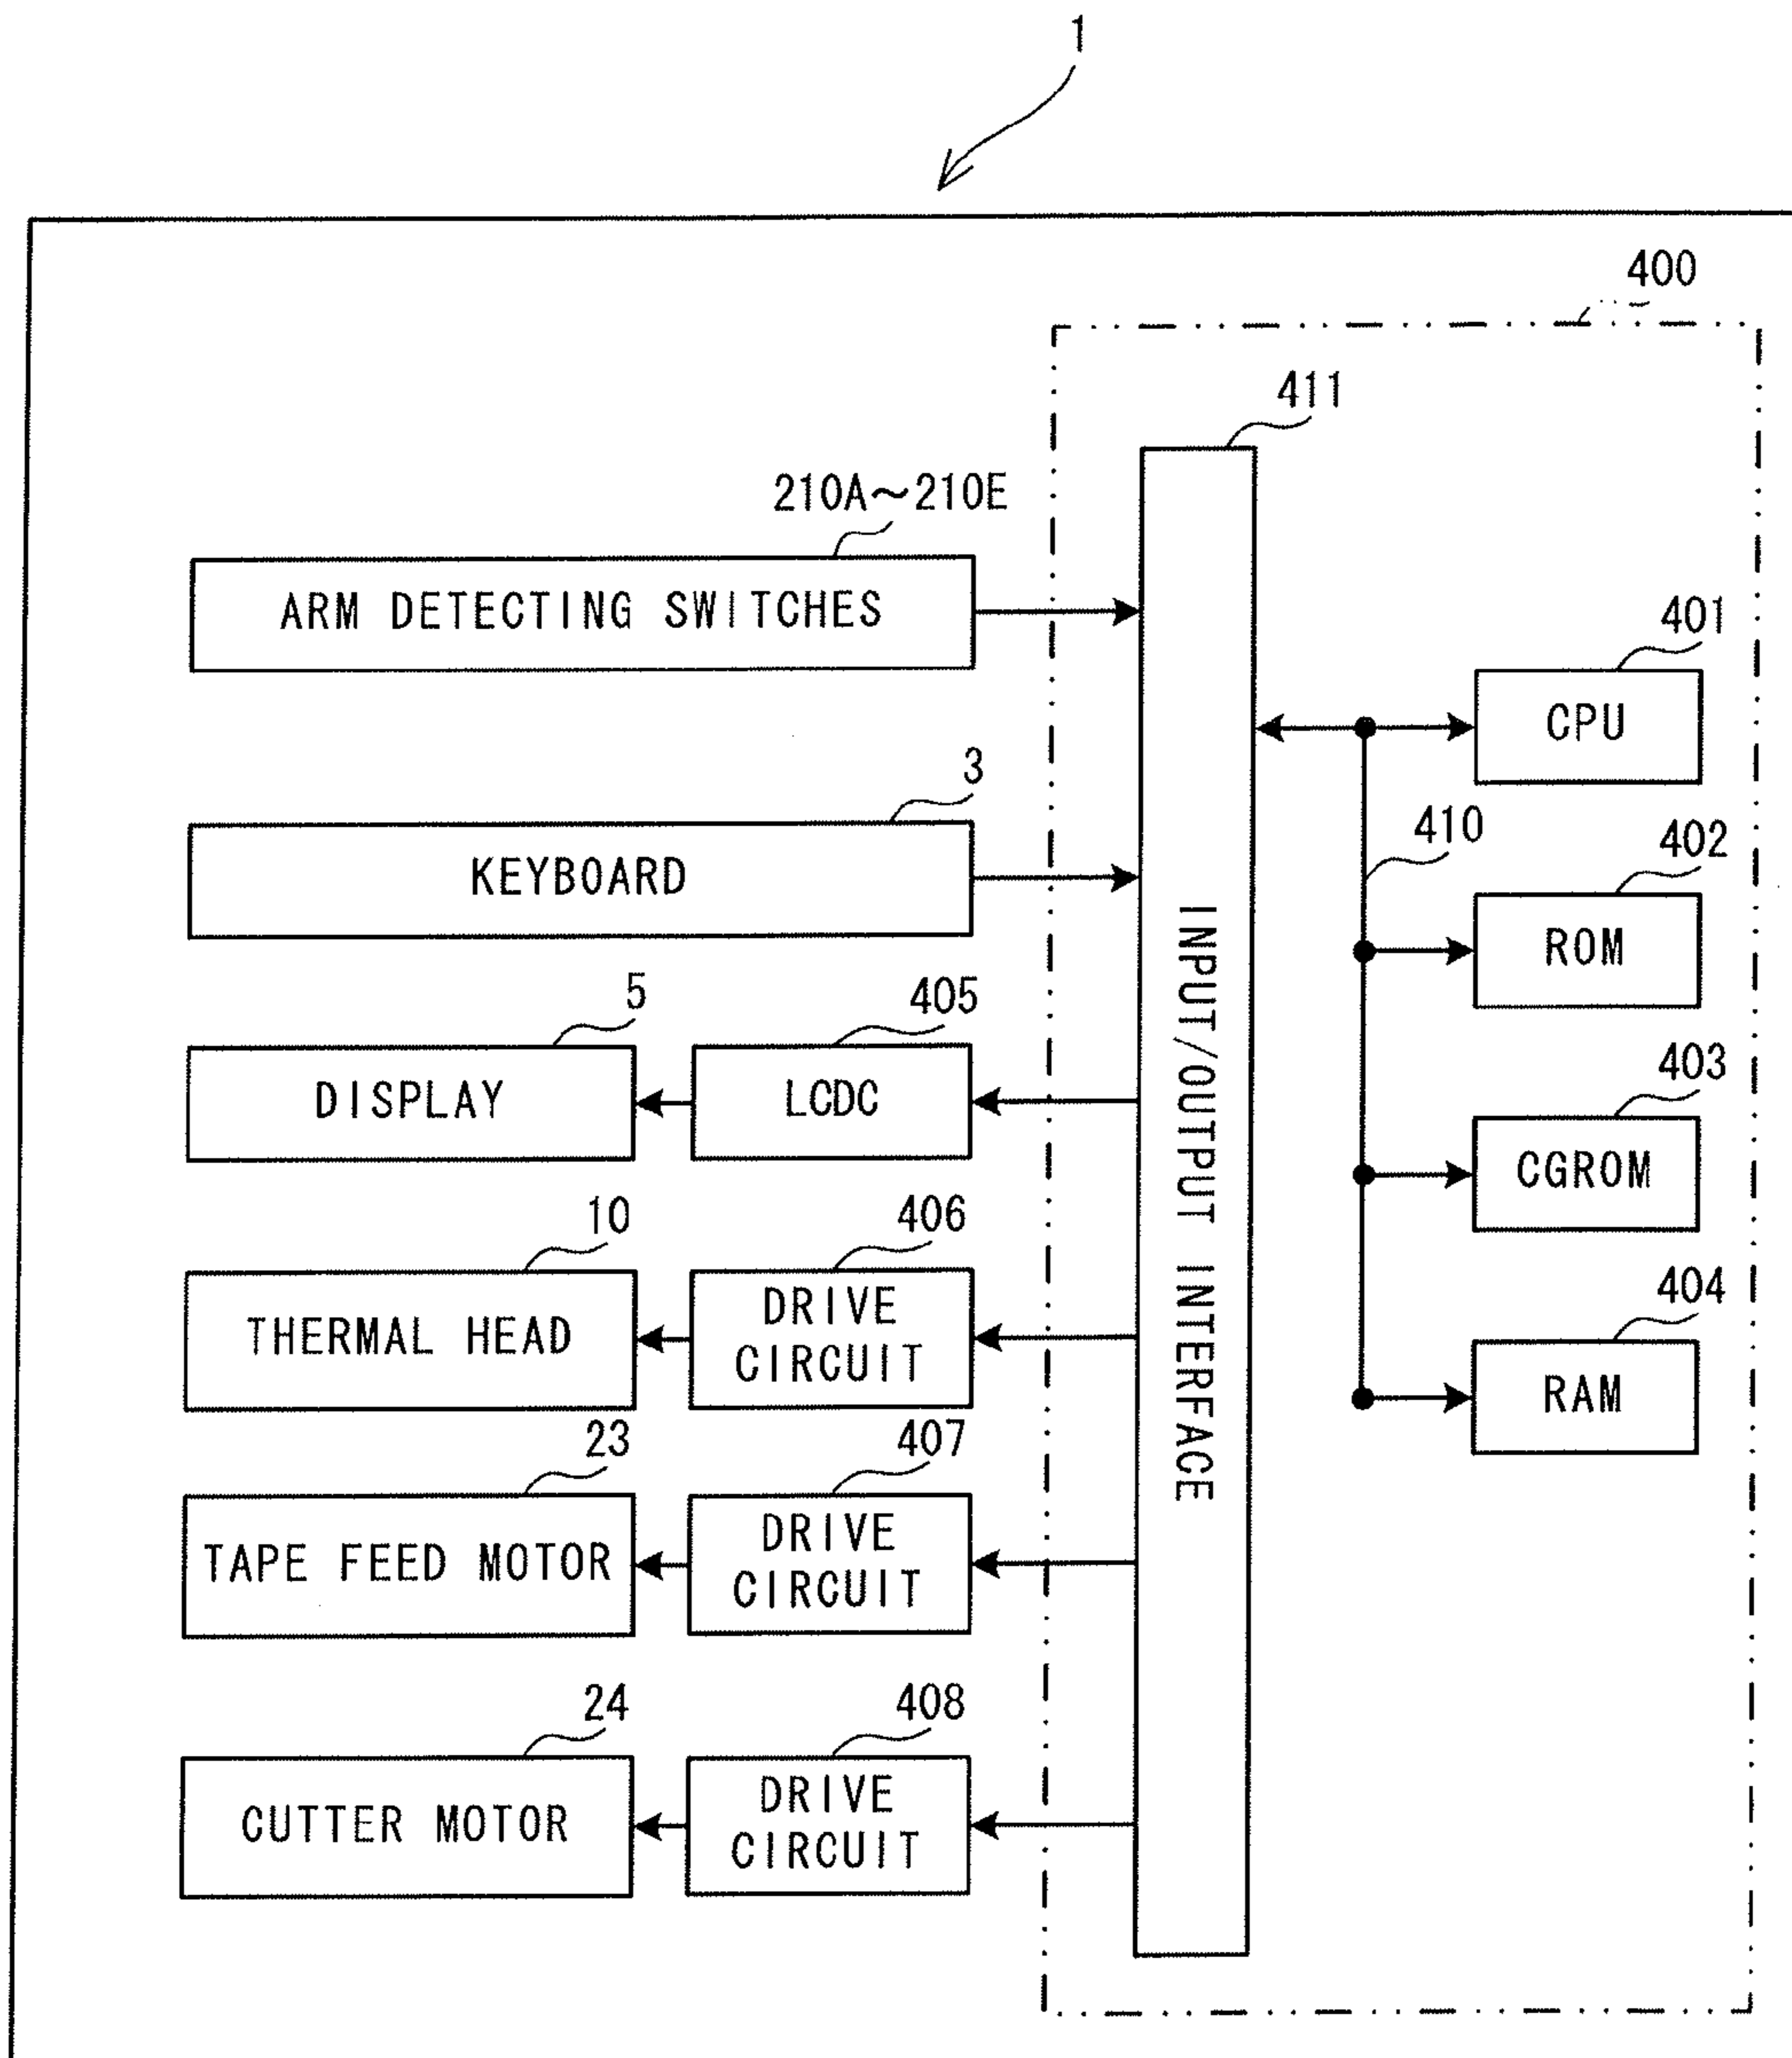 1
400
411
210A～210E
ARM DETECTING SWITCHES
401
CPU
3
KEYBOARD
410
402
ROM
INPUT/OUTPUT INTERFACE
5
DISPLAY
405
LCDC
403
CGROM
10
THERMAL HEAD
406
DRIVE
CIRCUIT
404
RAM
23
TAPE FEED MOTOR
407
DRIVE
CIRCUIT
24
CUTTER MOTOR
408
DRIVE
CIRCUIT